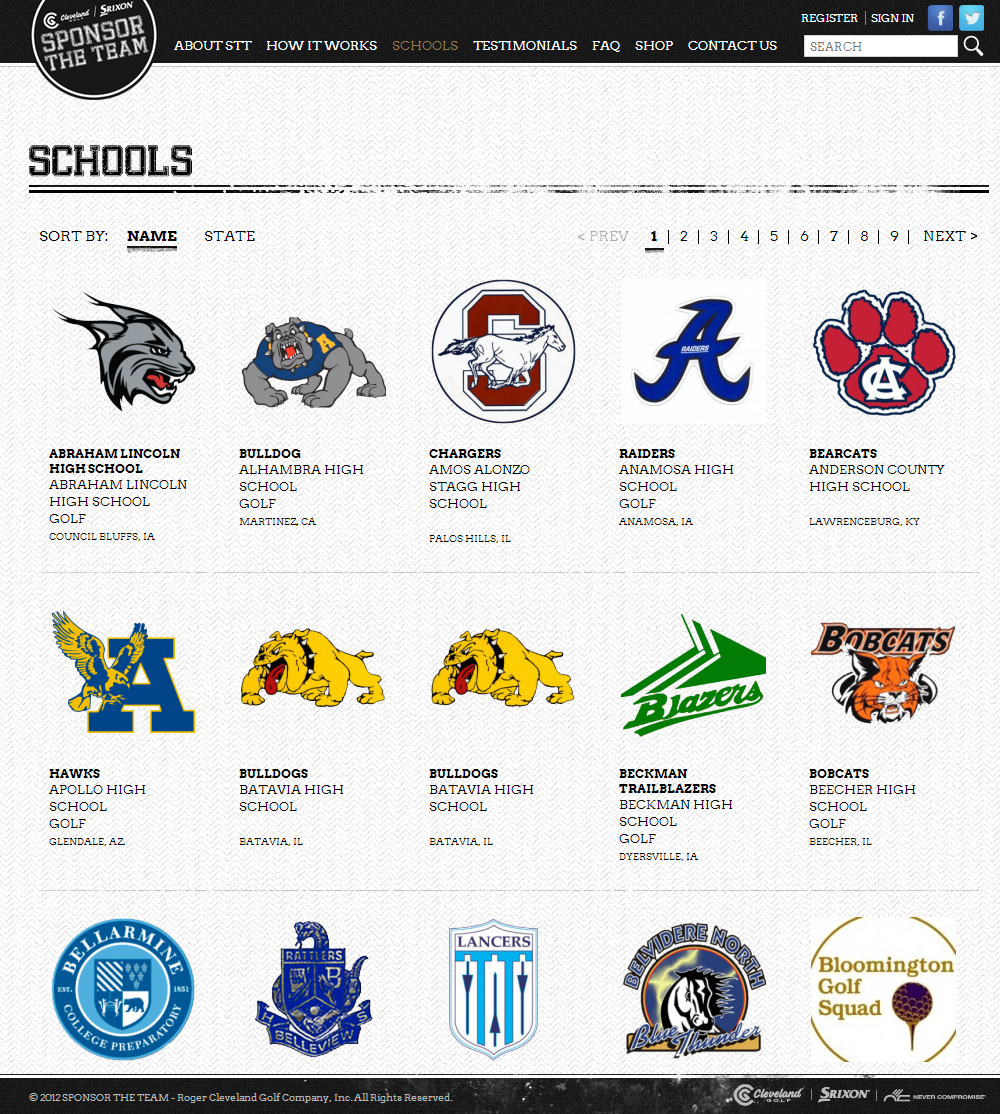 Cleveland GOLF | SRIXON
SPONSOR
THE TEAM
REGISTER | SIGN IN
ABOUT STT HOW IT WORKS SCHOOLS TESTIMONIALS FAQ SHOP CONTACT US
SEARCH
SCHOOLS
SORT BY: NAME STATE
< PREV 1 | 2 | 3 | 4 | 5 | 6 | 7 | 8 | 9 | NEXT >
A
S
A
RAIDERS
AC
ABRAHAM LINCOLN
HIGH SCHOOL
ABRAHAM LINCOLN
HIGH SCHOOL
GOLF
COUNCIL BLUFFS, IA
BULLDOG
ALHAMBRA HIGH
SCHOOL
GOLF
MARTINEZ, CA
CHARGERS
AMOS ALONZO
STAGG HIGH
SCHOOL
PALOS HILLS, IL
RAIDERS
ANAMOSA HIGH
SCHOOL
GOLF
ANAMOSA, IA
BEARCATS
ANDERSON COUNTY
HIGH SCHOOL
LAWRENCEBURG, KY
A
Blazers
BOBCATS
HAWKS
APOLLO HIGH
SCHOOL
GOLF
GLENDALE, AZ
BULLDOGS
BATAVIA HIGH
SCHOOL
BATAVIA, IL
BULLDOGS
BATAVIA HIGH
SCHOOL
BATAVIA, IL
BECKMAN
TRAILBLAZERS
BECKMAN HIGH
SCHOOL
GOLF
DYERSVILLE, IA
BOBCATS
BEECHER HIGH
SCHOOL
GOLF
BEECHER, IL
BELLARMINE
EST. 1851
COLLEGE PREPARATORY
RATTLERS
B
H S
BELLEVIEW
LANCERS
BELVIDERE NORTH
Blue Thunder
Bloomington
Golf
Squad
© 2012 SPONSOR THE TEAM - Roger Cleveland Golf Company, Inc. All Rights Reserved.
Cleveland GOLF | SRIXON | NEVER COMPROMISE